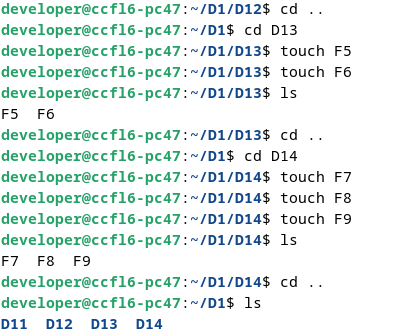 developer@ccfl6-pc47:~/D1/D12$ cd ..
developer@ccfl6-pc47:~/D1$ cd D13
developer@ccfl6-pc47:~/D1/D13$ touch F5
developer@ccfl6-pc47:~/D1/D13$ touch F6
developer@ccfl6-pc47:~/D1/D13$ ls
F5  F6
developer@ccfl6-pc47:~/D1/D13$ cd ..
developer@ccfl6-pc47:~/D1$ cd D14
developer@ccfl6-pc47:~/D1/D14$ touch F7
developer@ccfl6-pc47:~/D1/D14$ touch F8
developer@ccfl6-pc47:~/D1/D14$ touch F9
developer@ccfl6-pc47:~/D1/D14$ ls
F7  F8  F9
developer@ccfl6-pc47:~/D1/D14$ cd ..
developer@ccfl6-pc47:~/D1$ ls
D11  D12  D13  D14